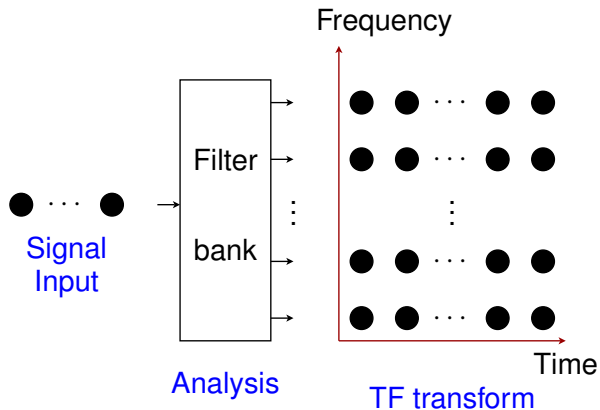 Frequency
Filter
bank
Signal
Input
Time
Analysis
TF transform